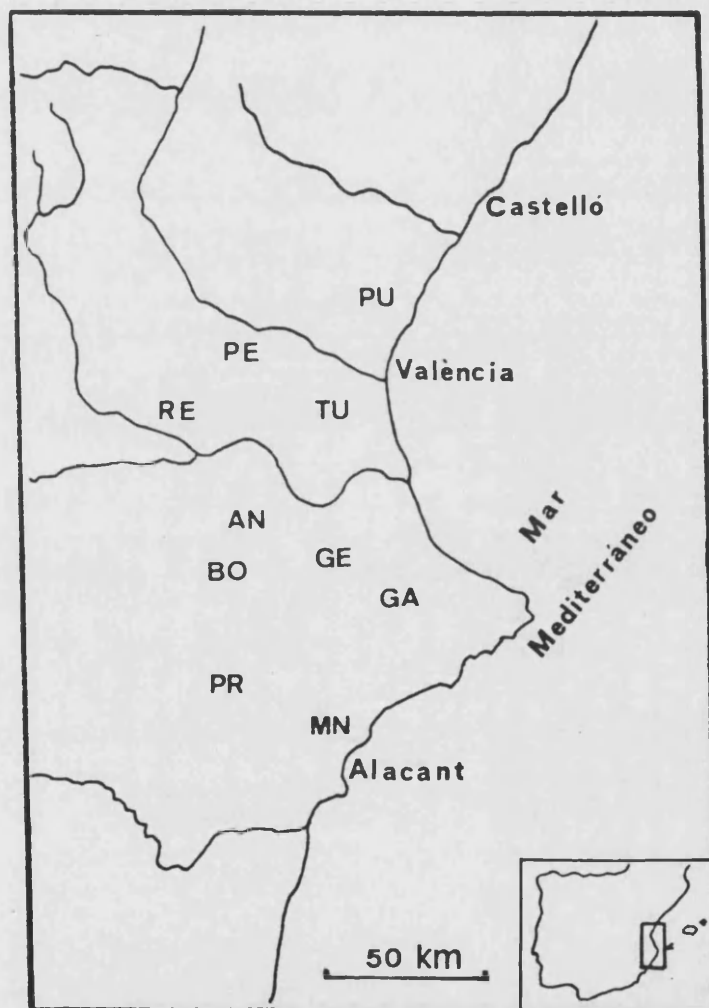 Castelló
PU
PE
València
RE
TU
Mar
AN
GE
Mediterráneo
BO
GA
PR
MN
Alacant
50 km